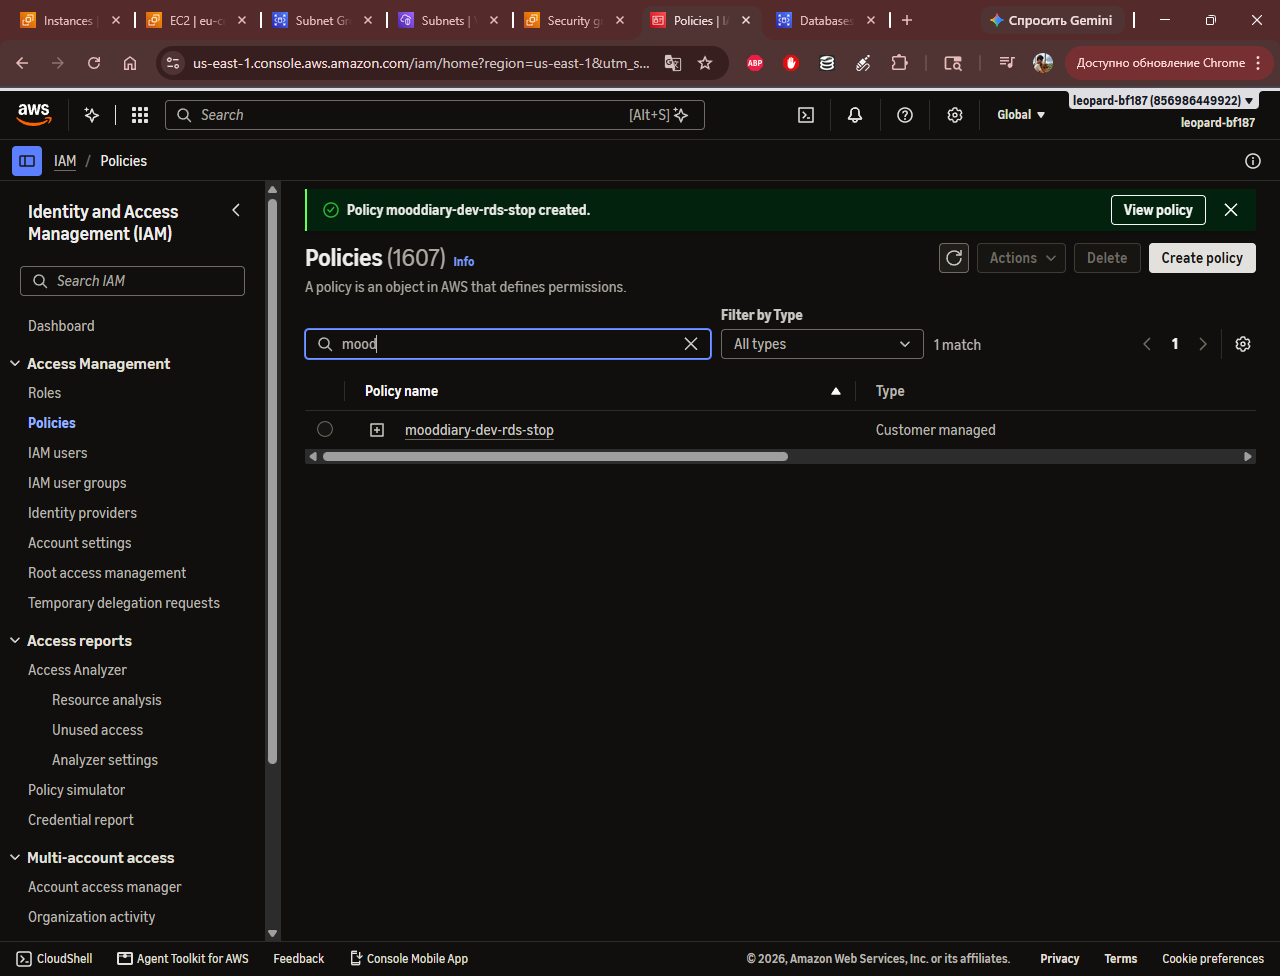 Instances |
EC2 | eu-c
Subnet Gr
Subnets |
Security g
Policies | I
Databases
Спросить Gemini
us-east-1.console.aws.amazon.com/iam/home?region=us-east-1&utm_s...
ABP
Доступно обновление Chrome
aws
Search
[Alt+S]
Global
leopard-bf187 (856986449922)
leopard-bf187
IAM / Policies
Identity and Access
Management (IAM)
Search IAM
Dashboard
Access Management
Roles
Policies
IAM users
IAM user groups
Identity providers
Account settings
Root access management
Temporary delegation requests
Access reports
Access Analyzer
Resource analysis
Unused access
Analyzer settings
Policy simulator
Credential report
Multi-account access
Account access manager
Organization activity
Policy mooddiary-dev-rds-stop created.
View policy
Policies (1607) Info
Actions
Delete
Create policy
A policy is an object in AWS that defines permissions.
Filter by Type
mood
All types
1 match
1
Policy name
Type
mooddiary-dev-rds-stop
Customer managed
CloudShell
Agent Toolkit for AWS
Feedback
Console Mobile App
© 2026, Amazon Web Services, Inc. or its affiliates.
Privacy
Terms
Cookie preferences